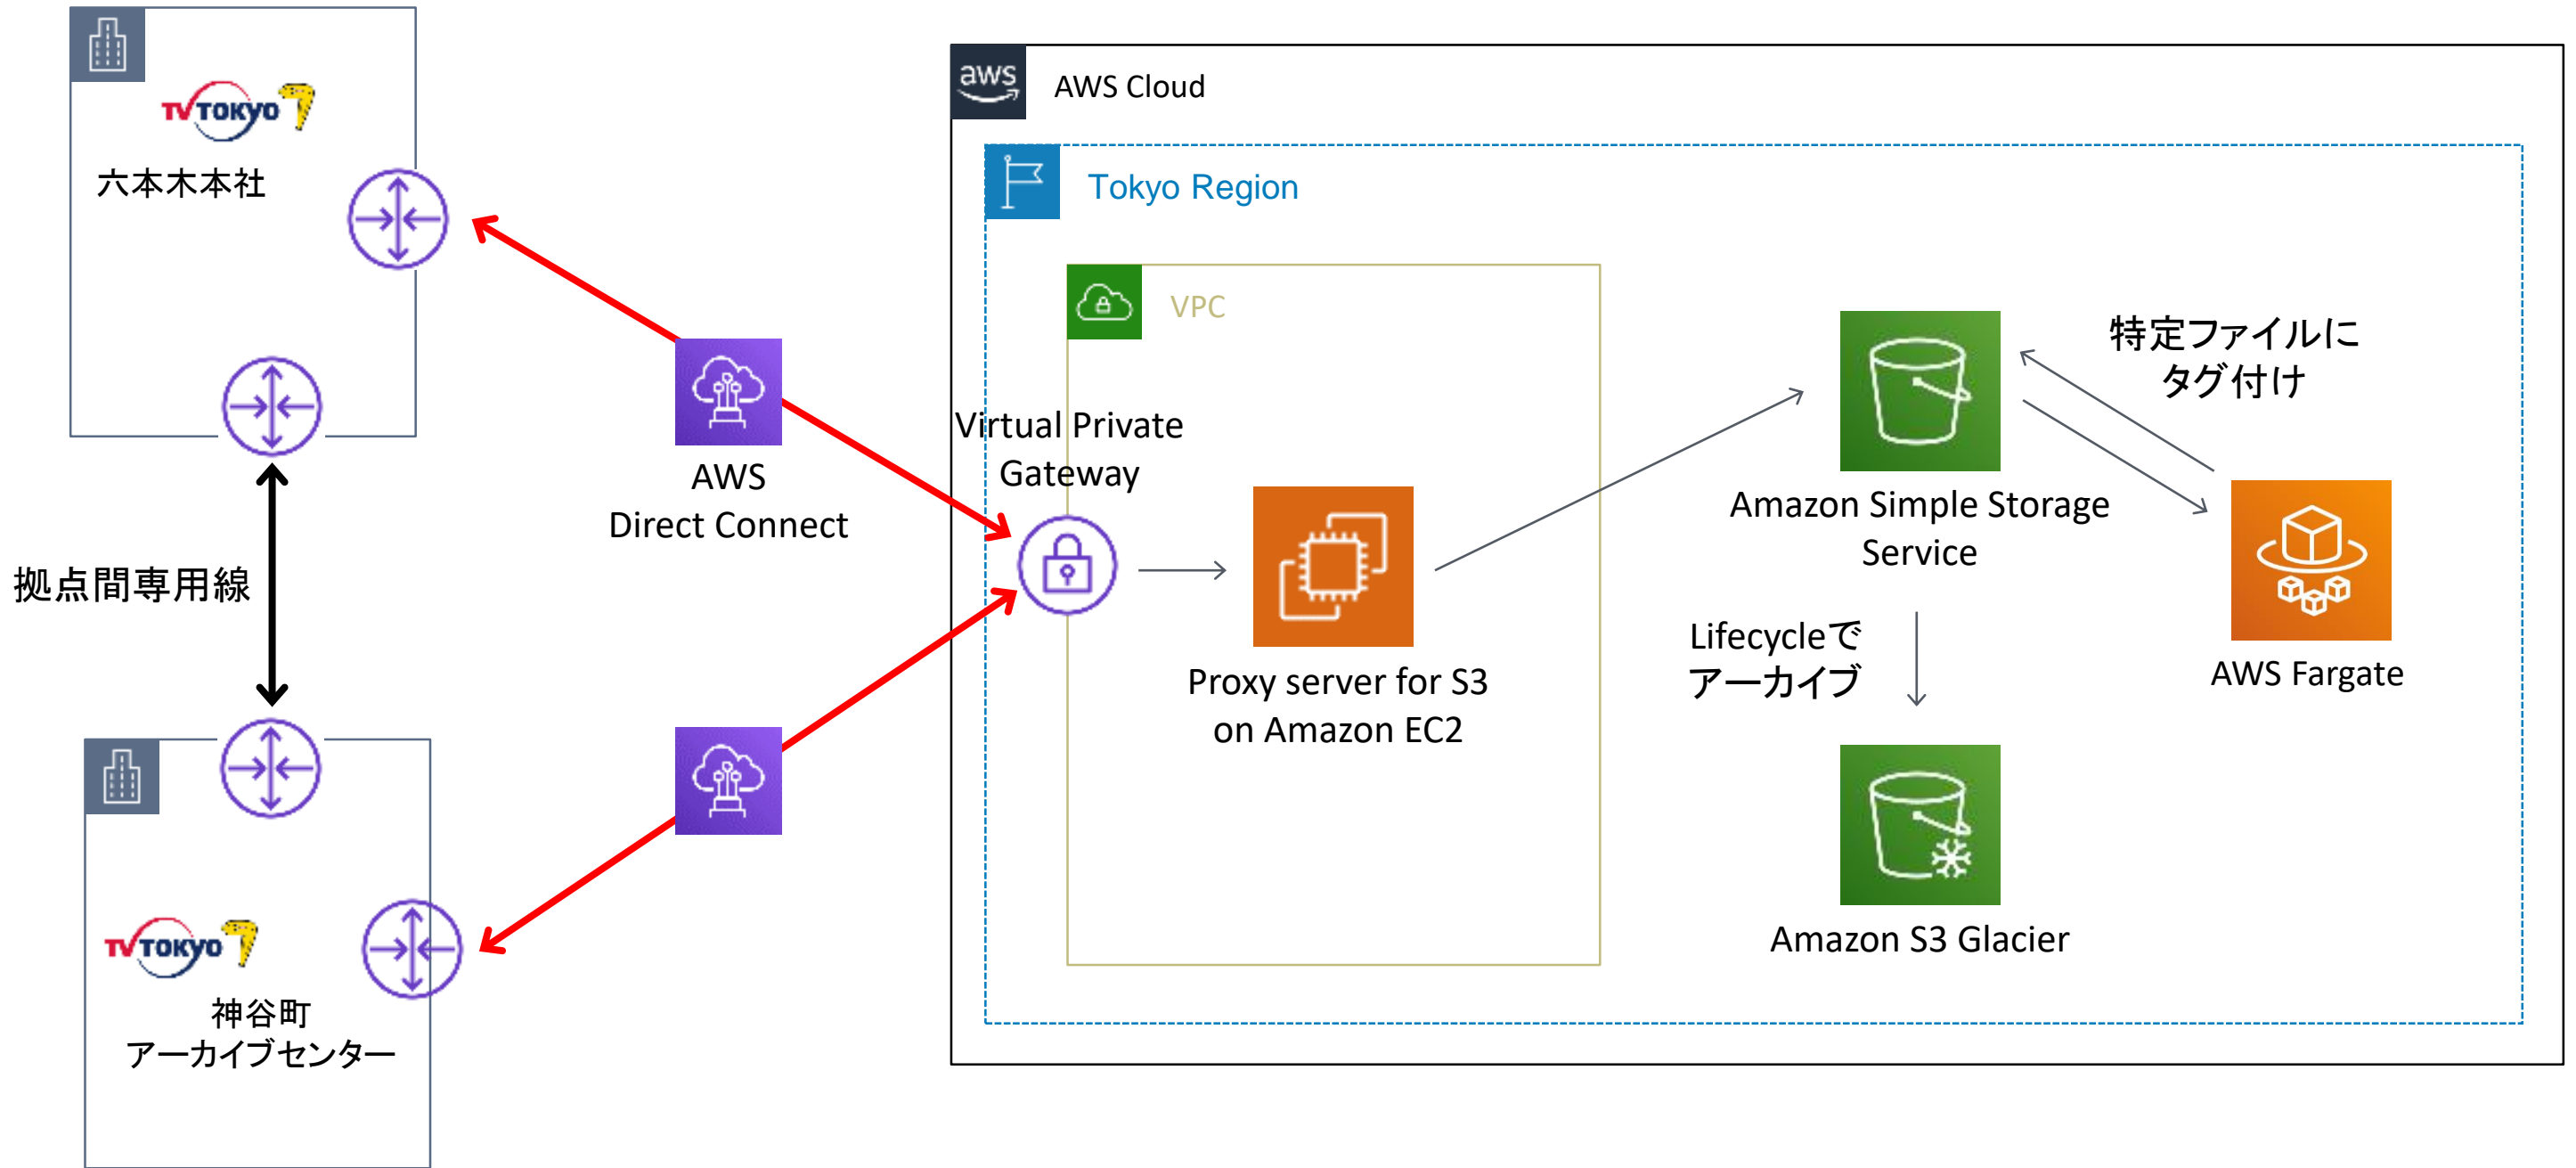 TV TOKYO
六本木本社
拠点間専用線
TV TOKYO
神谷町
アーカイブセンター
AWS
Direct Connect
aws
AWS Cloud
Tokyo Region
VPC
Virtual Private
Gateway
Proxy server for S3
on Amazon EC2
Amazon Simple Storage
Service
特定ファイルに
タグ付け
AWS Fargate
Lifecycleで
アーカイブ
Amazon S3 Glacier